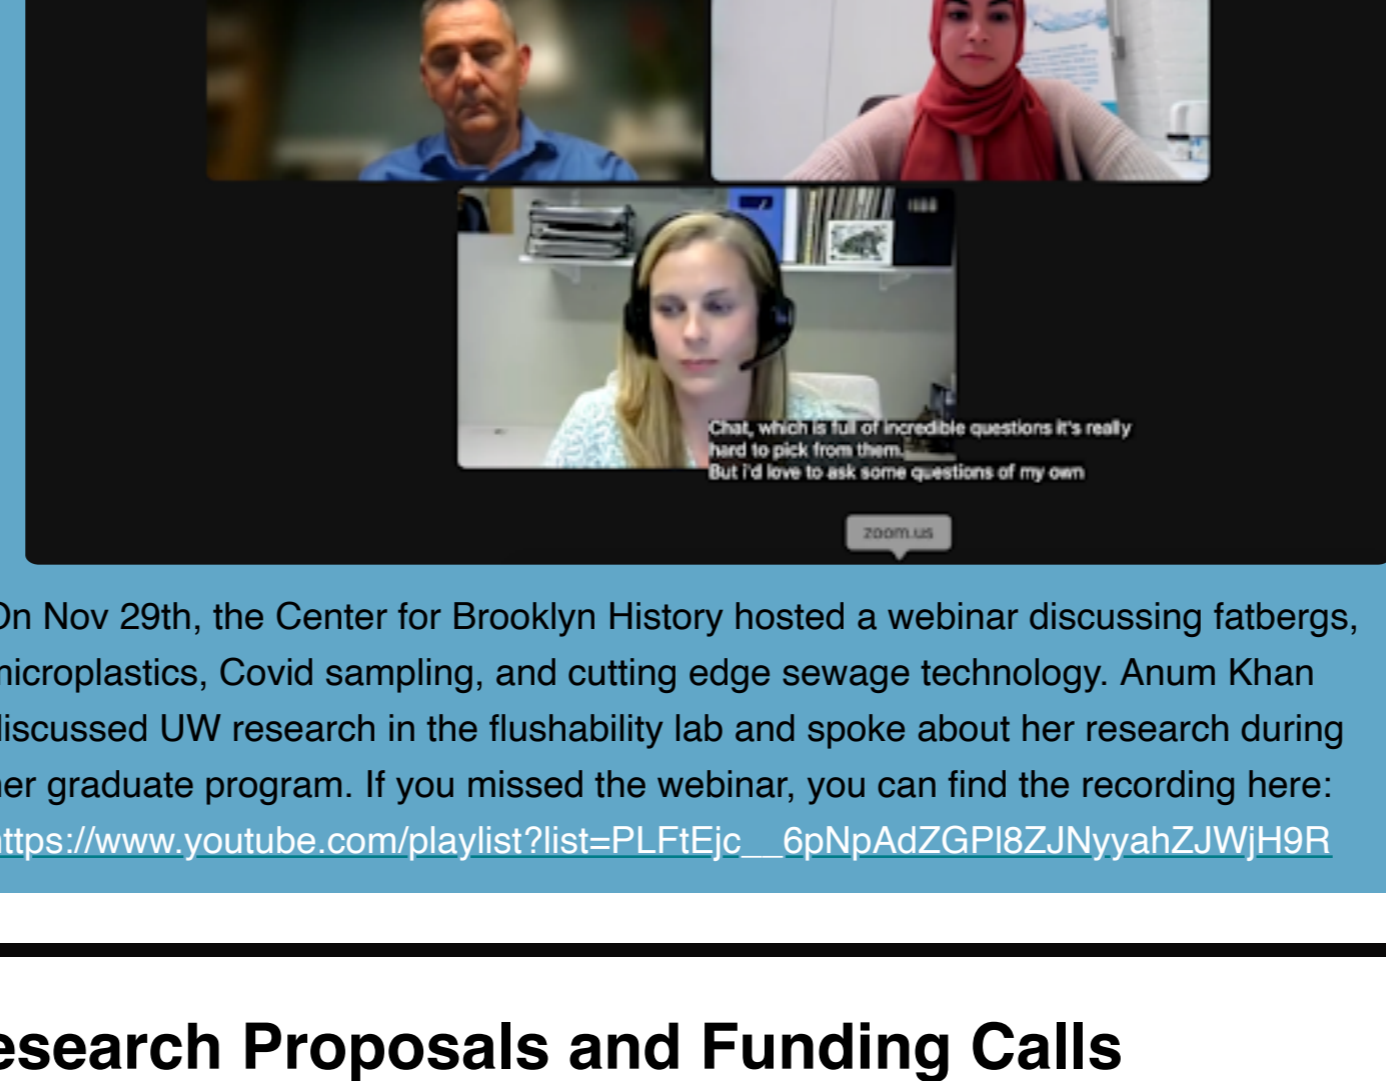 Chat, which is full of incredible questions it's really
hard to pick from them.
But i'd love to ask some questions of my own
zoom.us
On Nov 29th, the Center for Brooklyn History hosted a webinar discussing fatbergs,
microplastics, Covid sampling, and cutting edge sewage technology. Anum Khan
discussed UW research in the flushability lab and spoke about her research during
her graduate program. If you missed the webinar, you can find the recording here:
https://www.youtube.com/playlist?list=PLFtEjc__6pNpAdZGPl8ZJNyyahZJWjH9R
esearch Proposals and Funding Calls